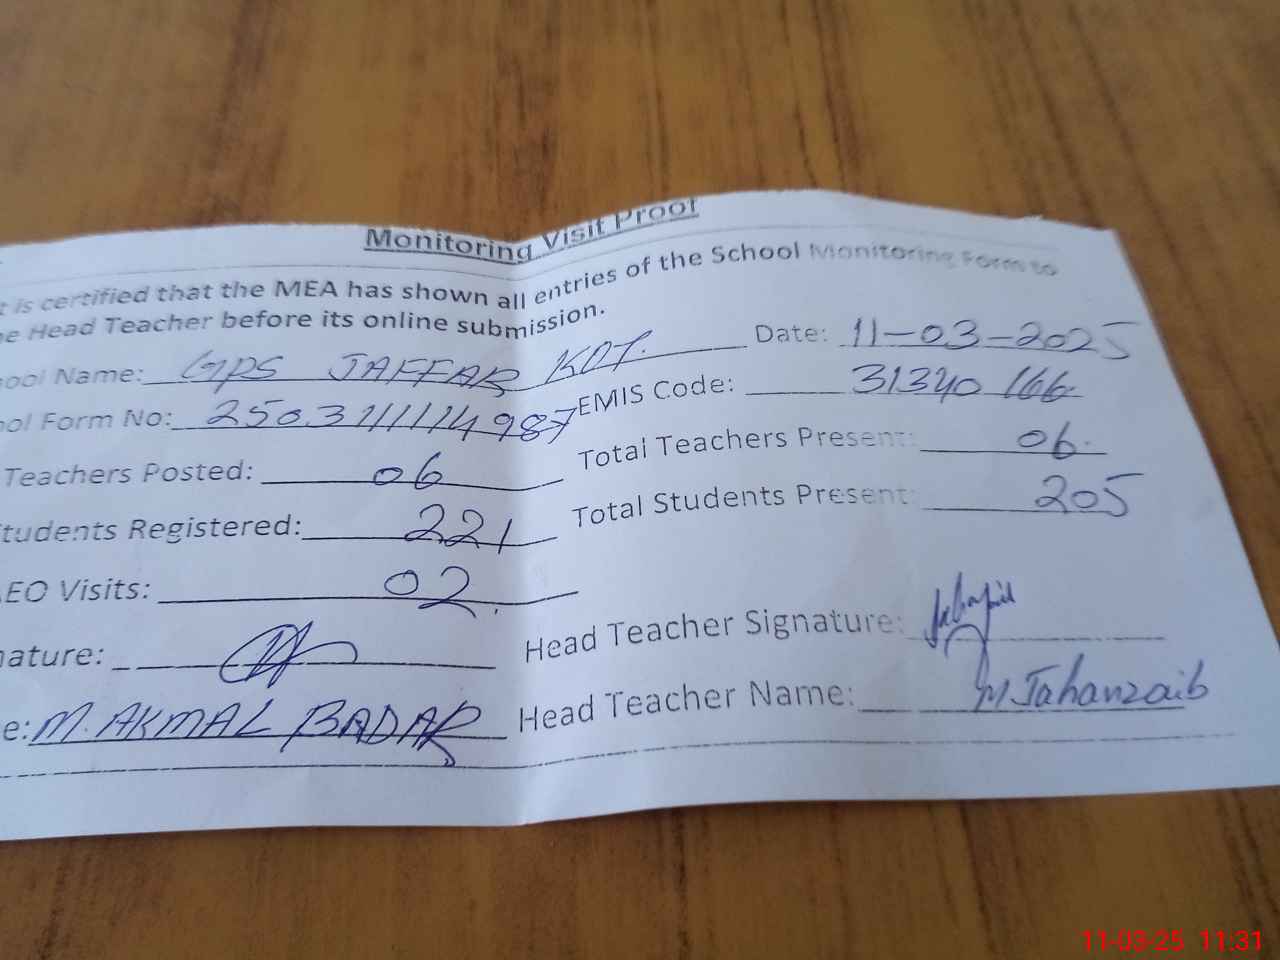 Monitoring Visit Proof
t is certified that the MEA has shown all entries of the School Monitoring Form to
e Head Teacher before its online submission.
ool Name: GPS JAFFAR KOT. Date: 11-03-2025
ol Form No: 25031111114987 EMIS Code: 31340166
Teachers Posted: 06 Total Teachers Present: 06.
tudents Registered: 221 Total Students Present: 205
EO Visits: 02.
nature: Head Teacher Signature:
e: M. AKMAL BADAR Head Teacher Name: M Jahanzaib
11-03-25 11:31